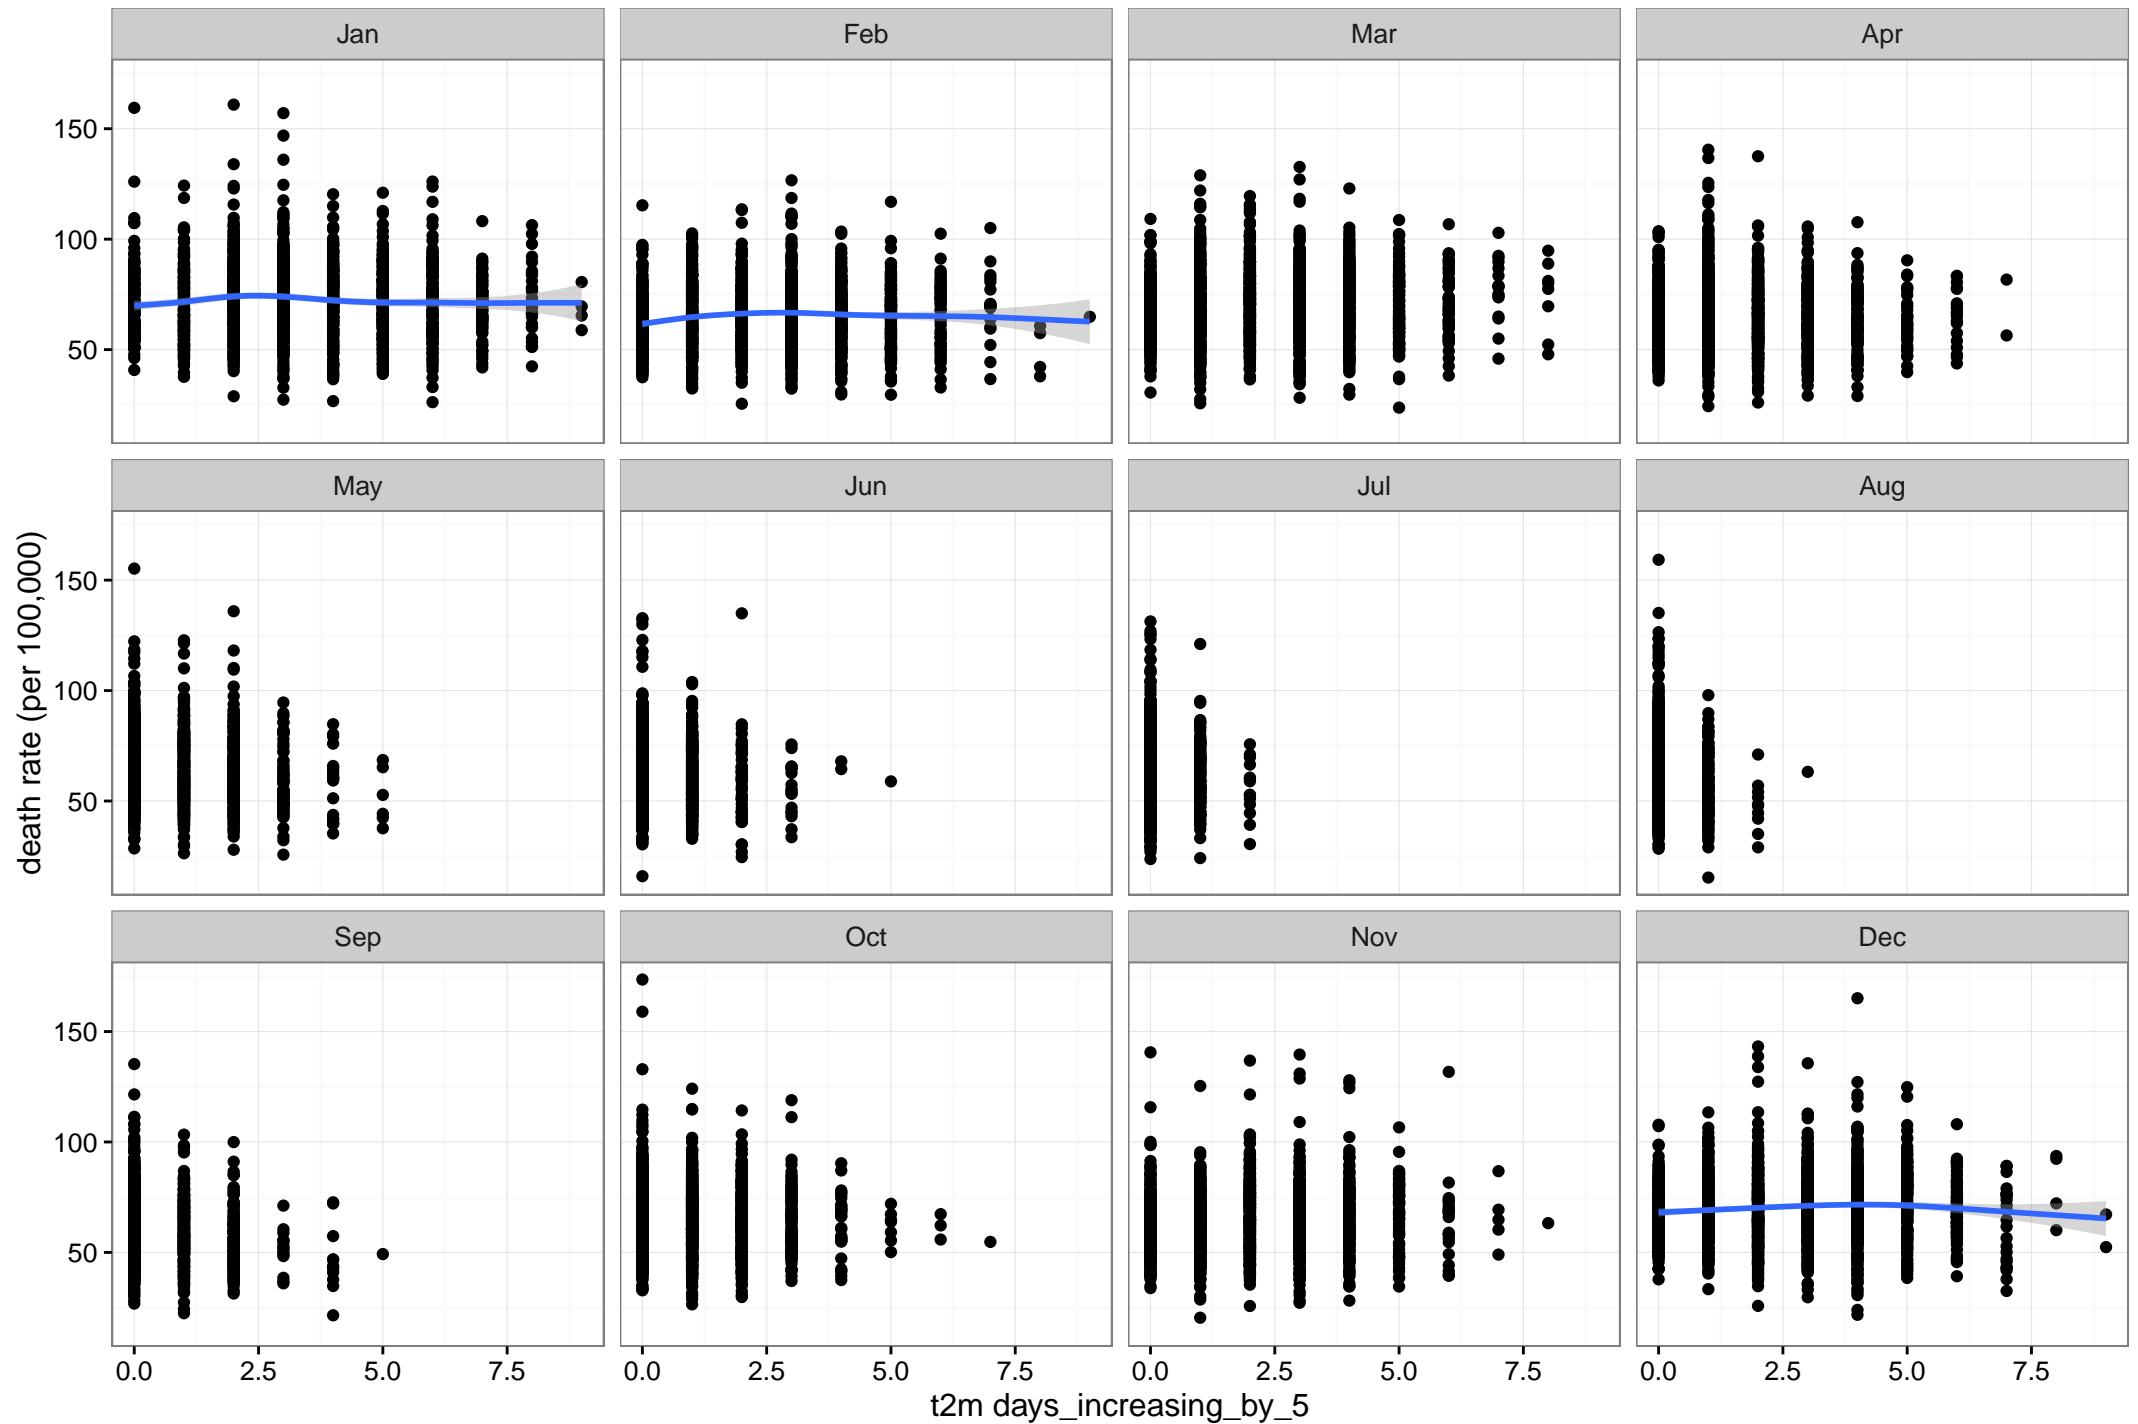 Jan Feb Mar Apr
150
100
50
May Jun Jul Aug
150
100
50
death rate (per 100,000)
Sep Oct Nov Dec
150
100
50
0.0 2.5 5.0 7.5 0.0 2.5 5.0 7.5 0.0 2.5 5.0 7.5 0.0 2.5 5.0 7.5
t2m days_increasing_by_5